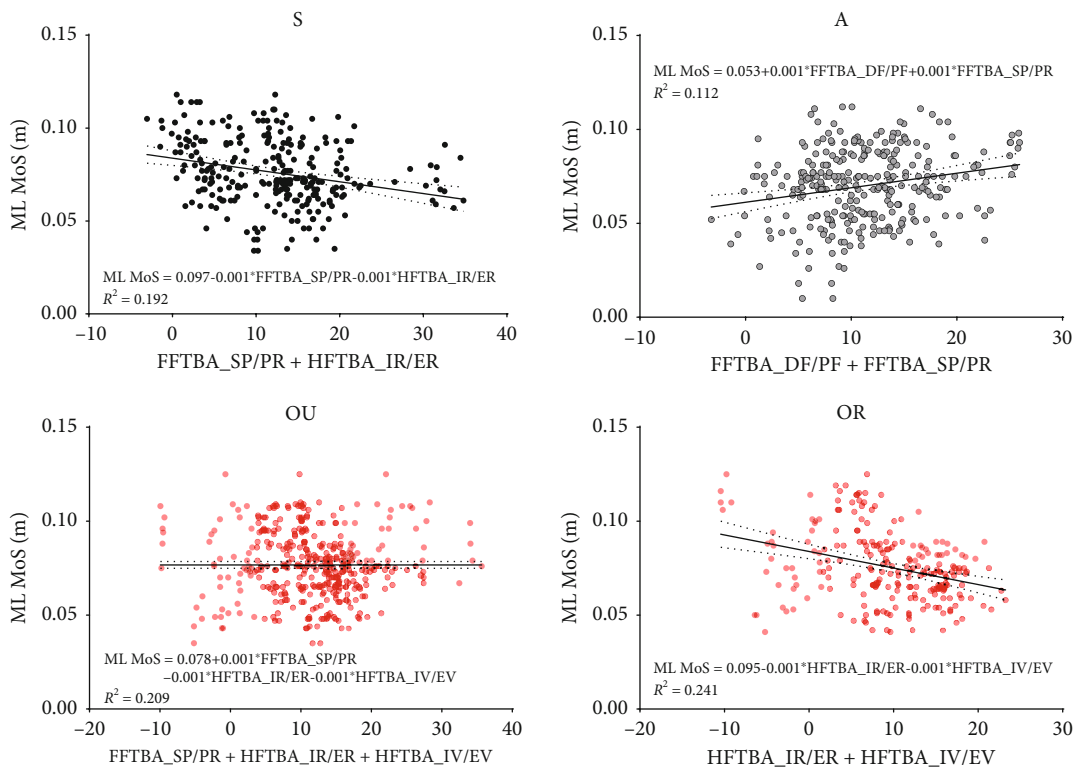 S
0.15
0.10
0.05
0.00
ML MoS (m)
ML MoS = 0.097-0.001*FFTBA_SP/PR-0.001*HFTBA_IR/ER
R² = 0.192
−10 0 10 20 30 40
FFTBA_SP/PR + HFTBA_IR/ER
A
0.15
0.10
0.05
0.00
ML MoS (m)
ML MoS = 0.053+0.001*FFTBA_DF/PF+0.001*FFTBA_SP/PR
R² = 0.112
−10 0 10 20 30
FFTBA_DF/PF + FFTBA_SP/PR
OU
0.15
0.10
0.05
0.00
ML MoS (m)
ML MoS = 0.078+0.001*FFTBA_SP/PR
−0.001*HFTBA_IR/ER-0.001*HFTBA_IV/EV
R² = 0.209
−20 −10 0 10 20 30 40
FFTBA_SP/PR + HFTBA_IR/ER + HFTBA_IV/EV
OR
0.15
0.10
0.05
0.00
ML MoS (m)
ML MoS = 0.095-0.001*HFTBA_IR/ER-0.001*HFTBA_IV/EV
R² = 0.241
−20 −10 0 10 20 30
HFTBA_IR/ER + HFTBA_IV/EV